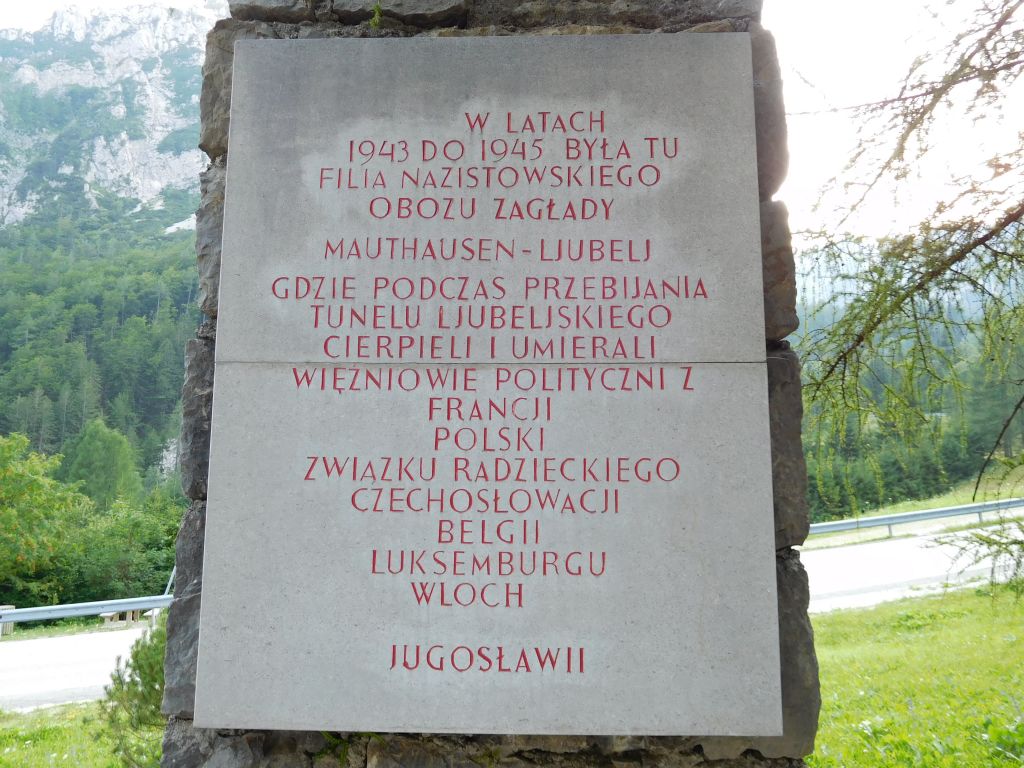 W LATACH
1943 DO 1945 BYŁA TU
FILIA NAZISTOWSKIEGO
OBOZU ZAGŁADY
MAUTHAUSEN-LJUBELJ
GDZIE PODCZAS PRZEBIJANIA
TUNELU LJUBELJSKIEGO
CIERPIELI I UMIERALI
WIĘŹNIOWIE POLITYCZNI Z
FRANCJI
POLSKI
ZWIĄZKU RADZIECKIEGO
CZECHOSŁOWACJI
BELGII
LUKSEMBURGU
WLOCH
JUGOSŁAWII